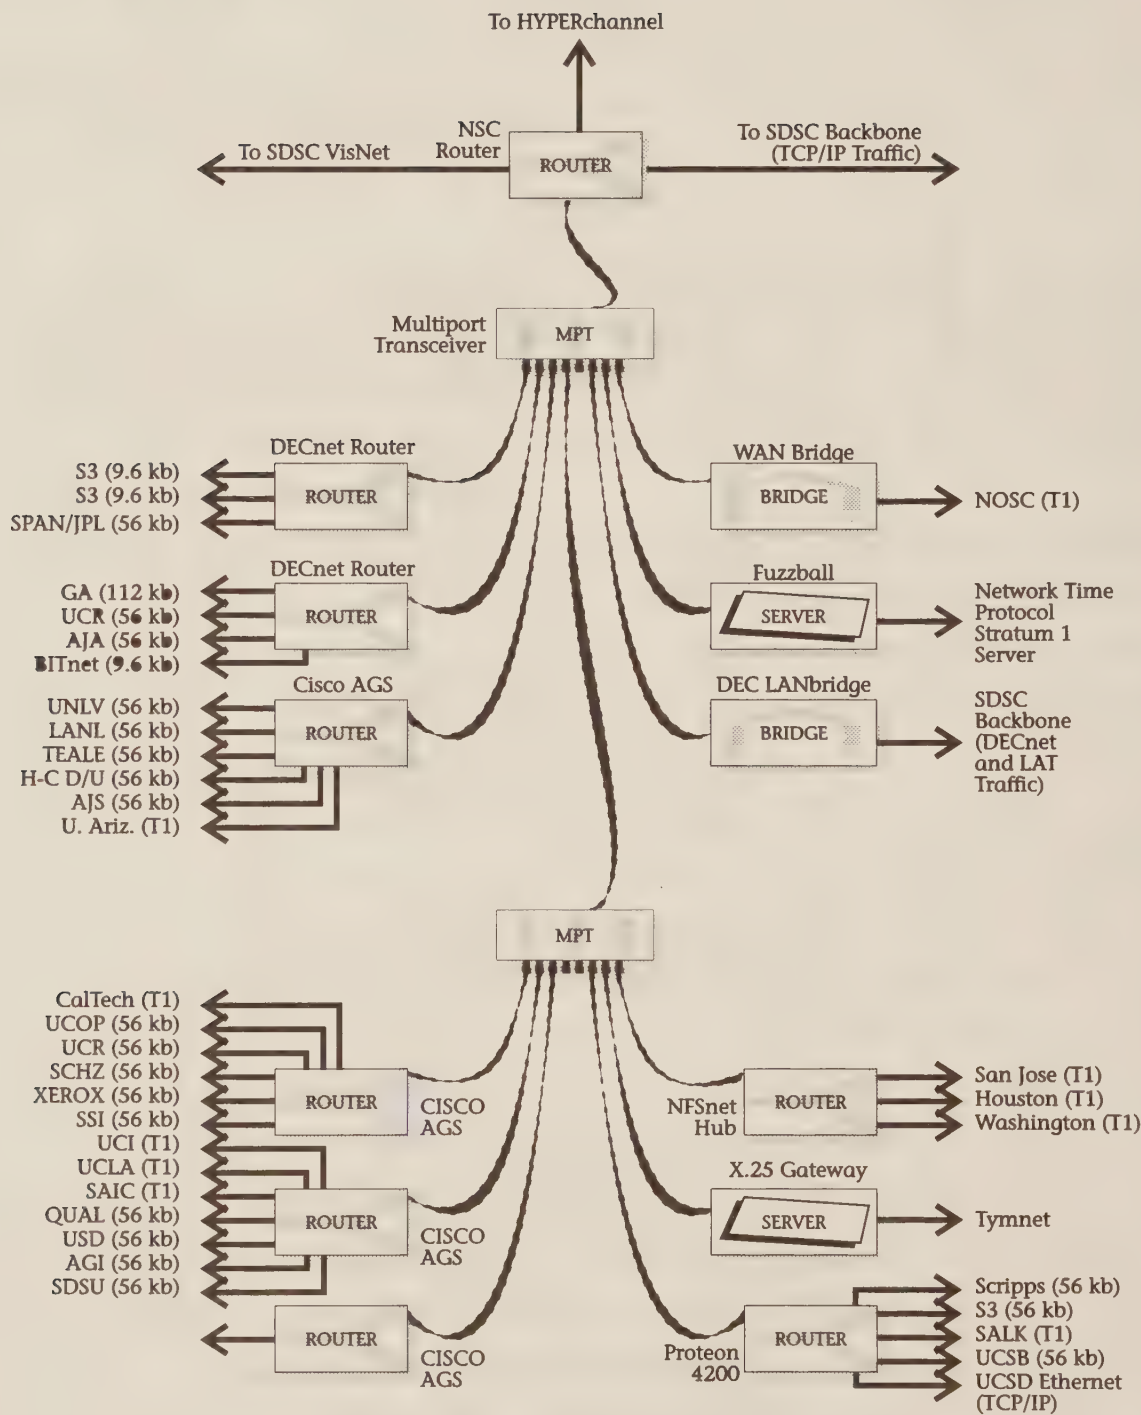 To HYPERchannel
NSC
Router
To SDSC VisNet
ROUTER
To SDSC Backbone
(TCP/IP Traffic)
Multiport
Transceiver
MPT
DECnet Router
S3 (9.6 kb)
S3 (9.6 kb)
SPAN/JPL (56 kb)
ROUTER
WAN Bridge
BRIDGE
NOSC (T1)
DECnet Router
GA (112 kb)
UCR (56 kb)
AJA (56 kb)
BITnet (9.6 kb)
ROUTER
Fuzzball
SERVER
Network Time
Protocol
Stratum 1
Server
Cisco AGS
UNLV (56 kb)
LANL (56 kb)
TEALE (56 kb)
H-C D/U (56 kb)
AJS (56 kb)
U. Ariz. (T1)
ROUTER
DEC LANbridge
BRIDGE
SDSC
Backbone
(DECnet
and LAT
Traffic)
MPT
CalTech (T1)
UCOP (56 kb)
UCR (56 kb)
SCHZ (56 kb)
XEROX (56 kb)
SSI (56 kb)
ROUTER
CISCO
AGS
NFSnet
Hub
ROUTER
San Jose (T1)
Houston (T1)
Washington (T1)
UCI (T1)
UCLA (T1)
SAIC (T1)
QUAL (56 kb)
USD (56 kb)
AGI (56 kb)
SDSU (56 kb)
ROUTER
CISCO
AGS
X.25 Gateway
SERVER
Tymnet
ROUTER
CISCO
AGS
Proteon
4200
ROUTER
Scripps (56 kb)
S3 (56 kb)
SALK (T1)
UCSB (56 kb)
UCSD Ethernet
(TCP/IP)